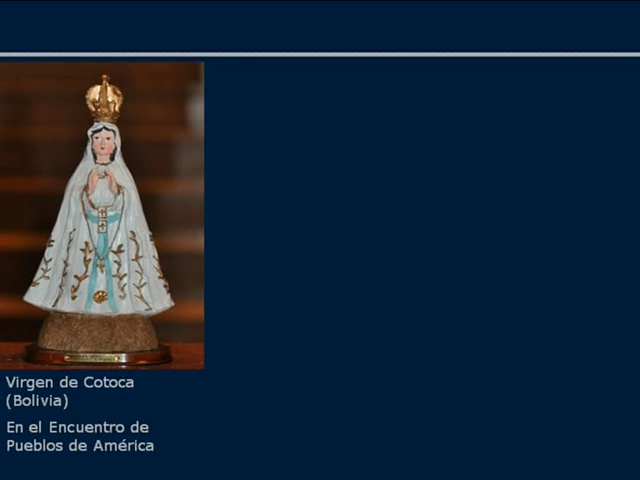 Virgen de Cotoca
(Bolivia)
En el Encuentro de
Pueblos de América